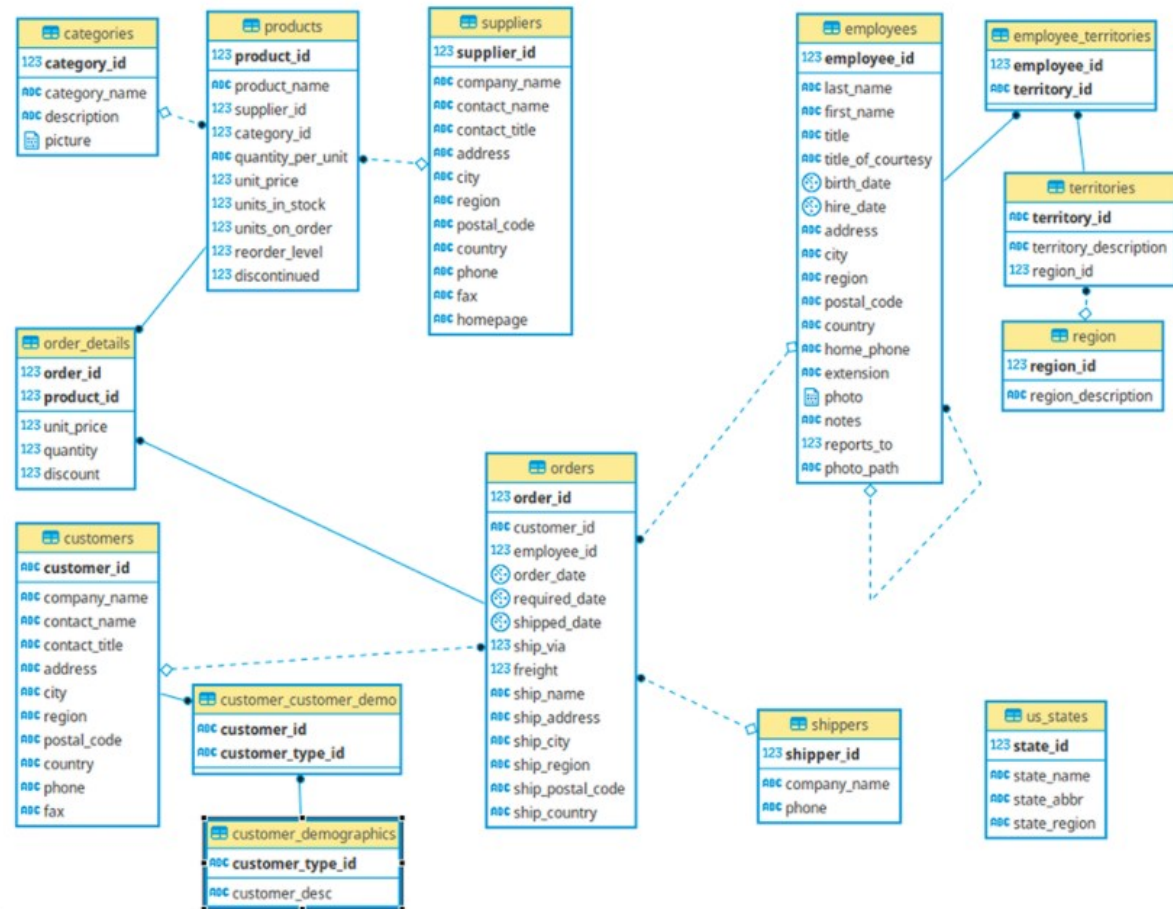 categories
123 category_id
ABC category_name
ABC description
picture
products
123 product_id
ABC product_name
123 supplier_id
123 category_id
ABC quantity_per_unit
123 unit_price
123 units_in_stock
123 units_on_order
123 reorder_level
123 discontinued
suppliers
123 supplier_id
ABC company_name
ABC contact_name
ABC contact_title
ABC address
ABC city
ABC region
ABC postal_code
ABC country
ABC phone
ABC fax
ABC homepage
employees
123 employee_id
ABC last_name
ABC first_name
ABC title
ABC title_of_courtesy
birth_date
hire_date
ABC address
ABC city
ABC region
ABC postal_code
ABC country
ABC home_phone
ABC extension
photo
ABC notes
123 reports_to
ABC photo_path
employee_territories
123 employee_id
ABC territory_id
territories
ABC territory_id
ABC territory_description
123 region_id
region
123 region_id
ABC region_description
order_details
123 order_id
123 product_id
123 unit_price
123 quantity
123 discount
orders
123 order_id
ABC customer_id
123 employee_id
order_date
required_date
shipped_date
123 ship_via
123 freight
ABC ship_name
ABC ship_address
ABC ship_city
ABC ship_region
ABC ship_postal_code
ABC ship_country
customers
ABC customer_id
ABC company_name
ABC contact_name
ABC contact_title
ABC address
ABC city
ABC region
ABC postal_code
ABC country
ABC phone
ABC fax
customer_customer_demo
ABC customer_id
ABC customer_type_id
customer_demographics
ABC customer_type_id
ABC customer_desc
shippers
123 shipper_id
ABC company_name
ABC phone
us_states
123 state_id
ABC state_name
ABC state_abbr
ABC state_region